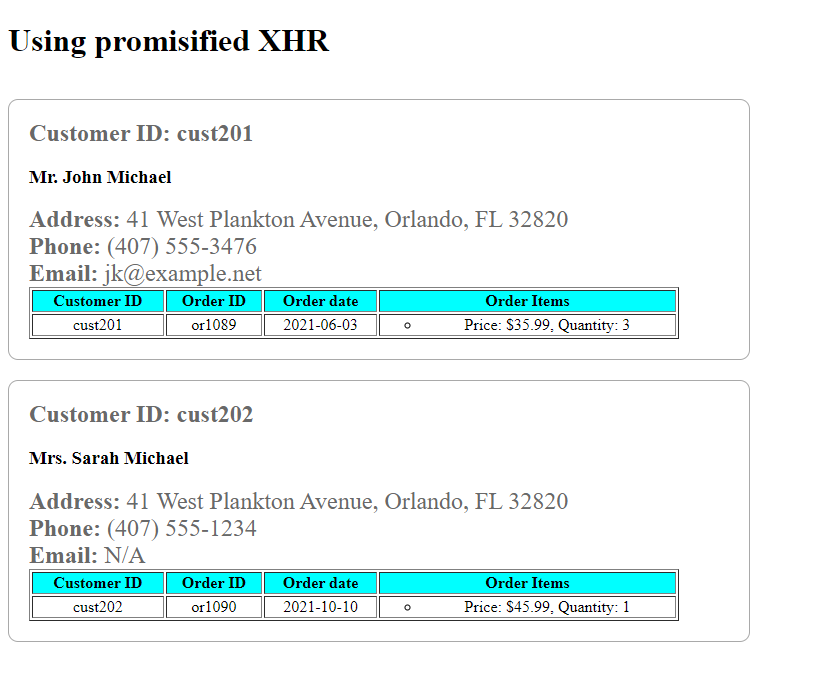 Using promisified XHR
Customer ID: cust201
Mr. John Michael
Address: 41 West Plankton Avenue, Orlando, FL 32820
Phone: (407) 555-3476
Email: jk@example.net
Customer ID Order ID Order date Order Items
cust201 or1089 2021-06-03 Price: $35.99, Quantity: 3
Customer ID: cust202
Mrs. Sarah Michael
Address: 41 West Plankton Avenue, Orlando, FL 32820
Phone: (407) 555-1234
Email: N/A
Customer ID Order ID Order date Order Items
cust202 or1090 2021-10-10 Price: $45.99, Quantity: 1